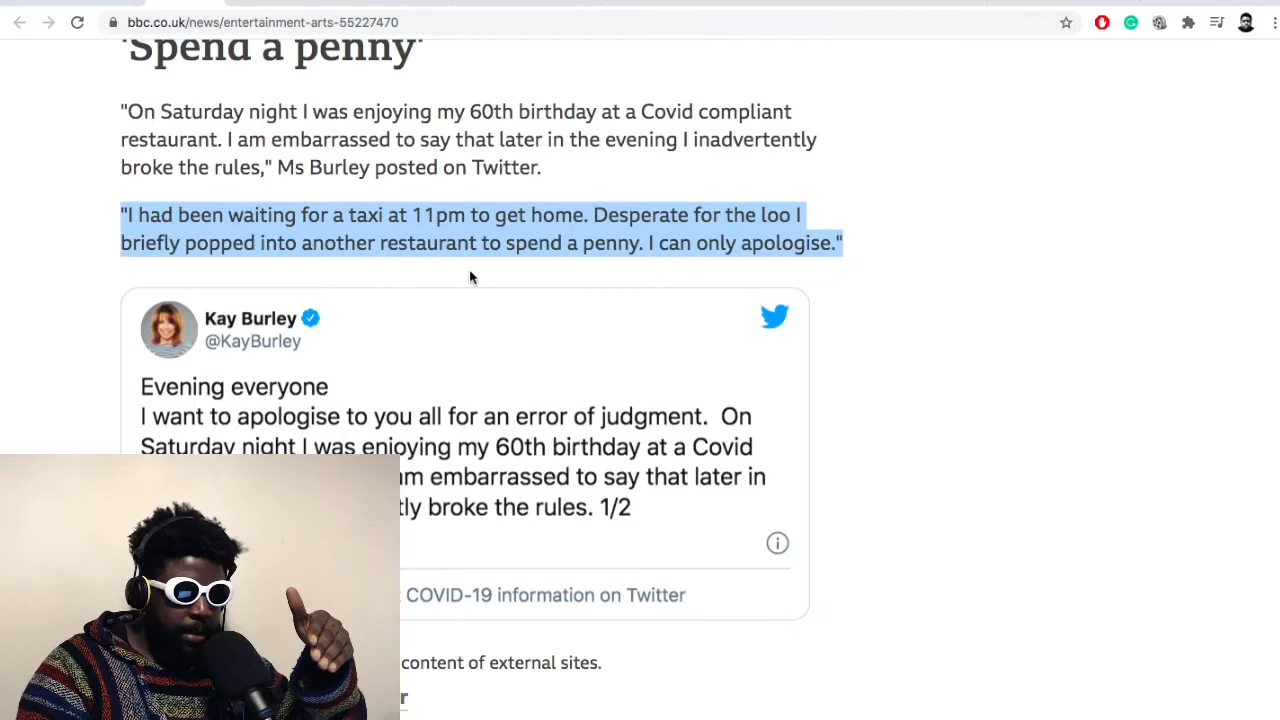 bbc.co.uk/news/entertainment-arts-55227470
'Spend a penny'
"On Saturday night I was enjoying my 60th birthday at a Covid compliant
restaurant. I am embarrassed to say that later in the evening I inadvertently
broke the rules," Ms Burley posted on Twitter.
"I had been waiting for a taxi at 11pm to get home. Desperate for the loo I
briefly popped into another restaurant to spend a penny. I can only apologise."
Kay Burley
@KayBurley
Evening everyone
I want to apologise to you all for an error of judgment. On
Saturday night I was enjoying my 60th birthday at a Covid
am embarrassed to say that later in
tly broke the rules. 1/2
COVID-19 information on Twitter
content of external sites.
r